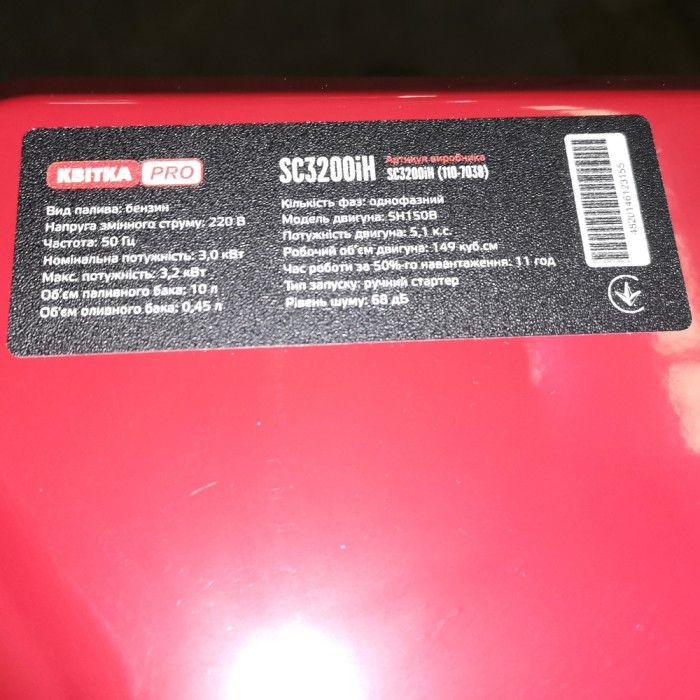 КВІТКА PRO
SC3200iH
Артикул виробника
SC3200iH (110-7038)
Вид палива: бензин
Напруга змінного струму: 220 В
Частота: 50 Гц
Номінальна потужність: 3,0 кВт
Макс. потужність: 3,2 кВт
Об'єм паливного бака: 10 л
Об'єм оливного бака: 0,45 л
Кількість фаз: однофазний
Модель двигуна: SH150B
Потужність двигуна: 5,1 к.с.
Робочий об'єм двигуна: 149 куб.см
Час роботи за 50%-го навантаження: 11 год
Тип запуску: ручний стартер
Рівень шуму: 68 дБ
4820146123155